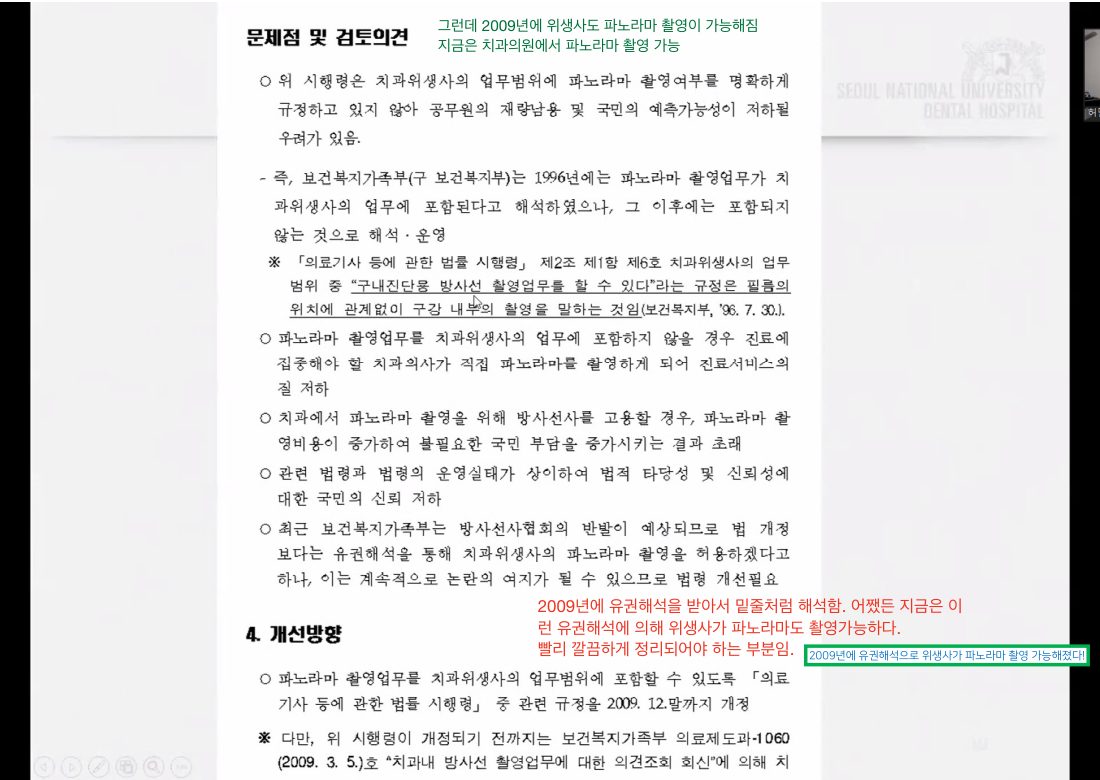 문제점 및 검토의견
그런데 2009년에 위생사도 파노라마 촬영이 가능해짐
지금은 치과의원에서 파노라마 촬영 가능
SEOUL NATIONAL UNIVERSITY
DENTAL HOSPITAL
허
○ 위 시행령은 치과위생사의 업무범위에 파노라마 촬영여부를 명확하게
규정하고 있지 않아 공무원의 재량남용 및 국민의 예측가능성이 저하될
우려가 있음.
- 즉, 보건복지가족부(구 보건복지부)는 1996년에는 파노라마 촬영업무가 치
과위생사의 업무에 포함된다고 해석하였으나, 그 이후에는 포함되지
않는 것으로 해석·운영
※ 「의료기사 등에 관한 법률 시행령」 제2조 제1항 제6호 치과위생사의 업무
범위 중 “구내진단용 방사선 촬영업무를 할 수 있다”라는 규정은 필름의
위치에 관계없이 구강 내부의 촬영을 말하는 것임(보건복지부, ’96. 7. 30.).
○ 파노라마 촬영업무를 치과위생사의 업무에 포함하지 않을 경우 진료에
집중해야 할 치과의사가 직접 파노라마를 촬영하게 되어 진료서비스의
질 저하
○ 치과에서 파노라마 촬영을 위해 방사선사를 고용할 경우, 파노라마 촬
영비용이 증가하여 불필요한 국민 부담을 증가시키는 결과 초래
○ 관련 법령과 법령의 운영실태가 상이하여 법적 타당성 및 신뢰성에
대한 국민의 신뢰 저하
○ 최근 보건복지가족부는 방사선사협회의 반발이 예상되므로 법 개정
보다는 유권해석을 통해 치과위생사의 파노라마 촬영을 허용하겠다고
하나, 이는 계속적으로 논란의 여지가 될 수 있으므로 법령 개선필요
2009년에 유권해석을 받아서 밑줄처럼 해석함. 어쨌든 지금은 이
런 유권해석에 의해 위생사가 파노라마도 촬영가능하다.
빨리 깔끔하게 정리되어야 하는 부분임.
2009년에 유권해석으로 위생사가 파노라마 촬영 가능해졌다!
4. 개선방향
○ 파노라마 촬영업무를 치과위생사의 업무범위에 포함할 수 있도록 「의료
기사 등에 관한 법률 시행령」 중 관련 규정을 2009. 12.말까지 개정
※ 다만, 위 시행령이 개정되기 전까지는 보건복지가족부 의료제도과-1060
(2009. 3. 5.)호 “치과내 방사선 촬영업무에 대한 의견조회 회신”에 의해 치